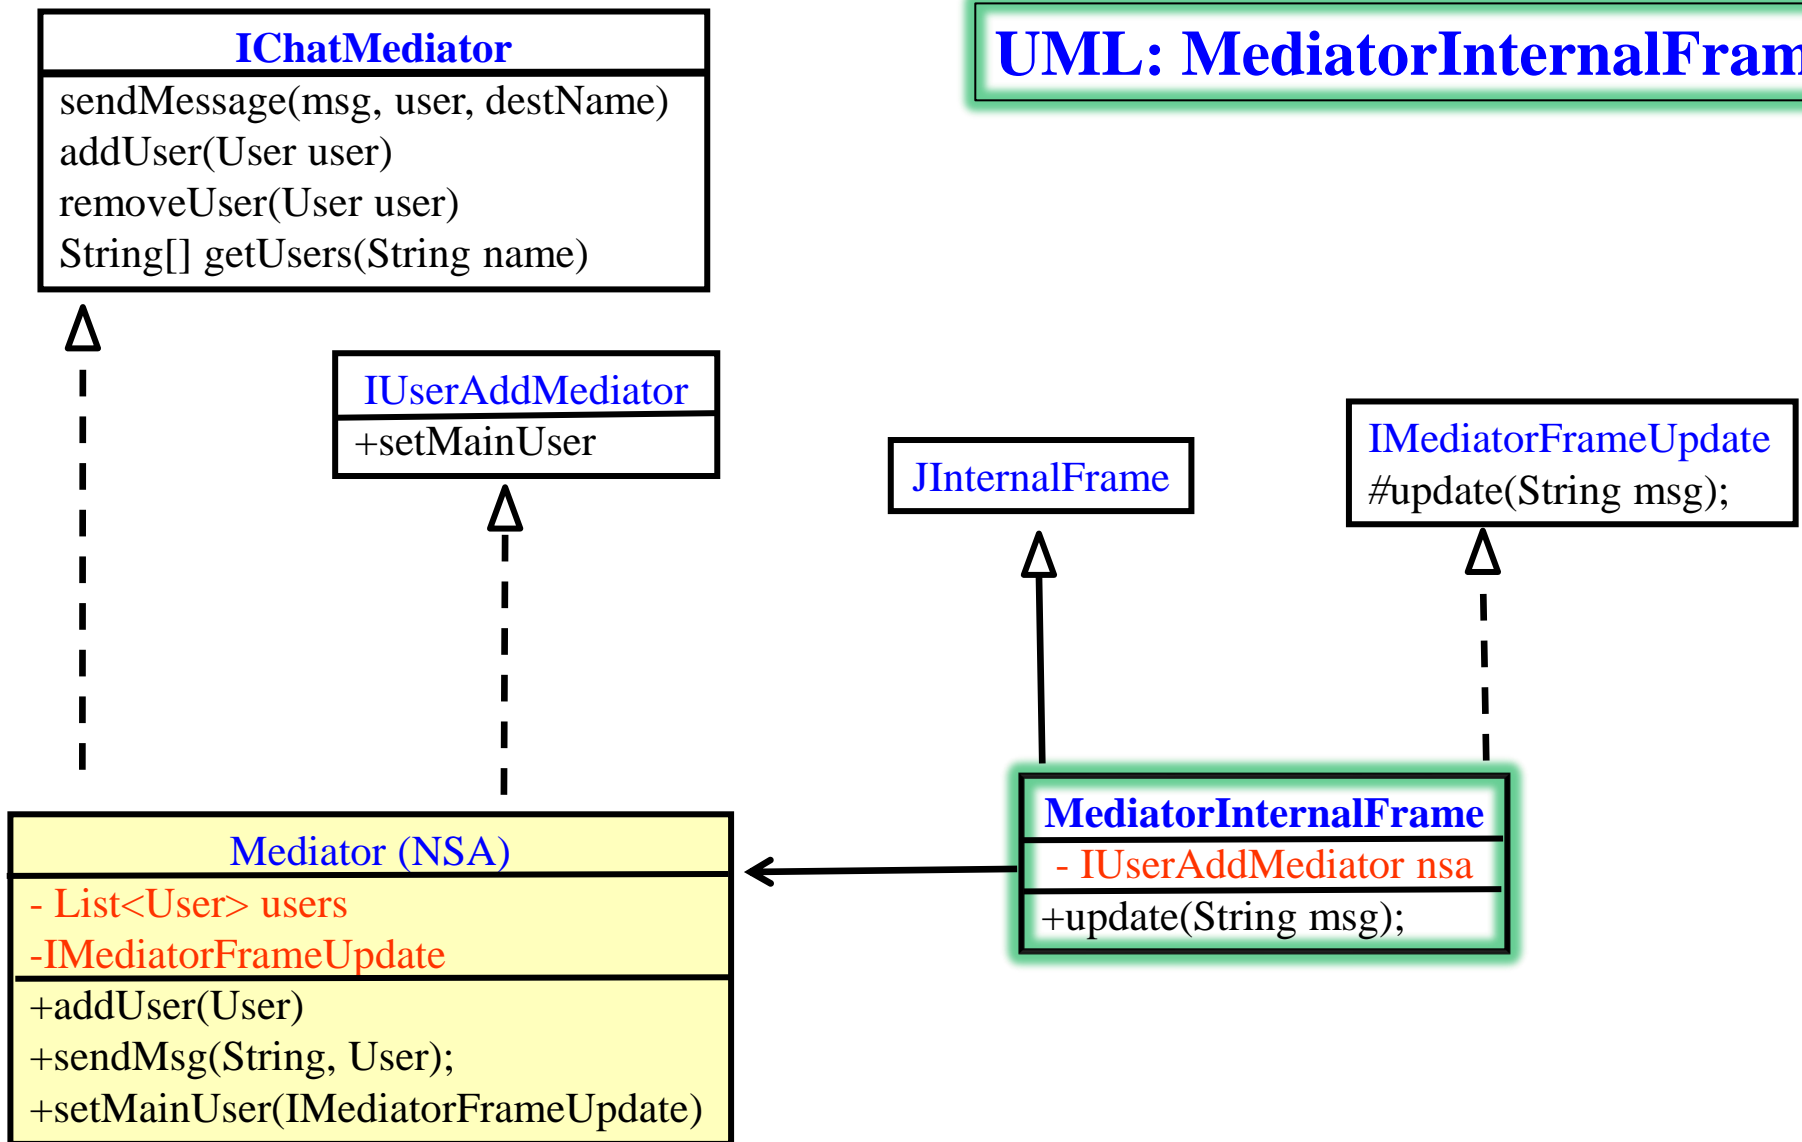 IChatMediator
sendMessage(msg, user, destName)
addUser(User user)
removeUser(User user)
String[] getUsers(String name)
UML: MediatorInternalFram
IUserAddMediator
+setMainUser
JInternalFrame
IMediatorFrameUpdate
#update(String msg);
Mediator (NSA)
- List<User> users
-IMediatorFrameUpdate
+addUser(User)
+sendMsg(String, User);
+setMainUser(IMediatorFrameUpdate)
MediatorInternalFrame
- IUserAddMediator nsa
+update(String msg);